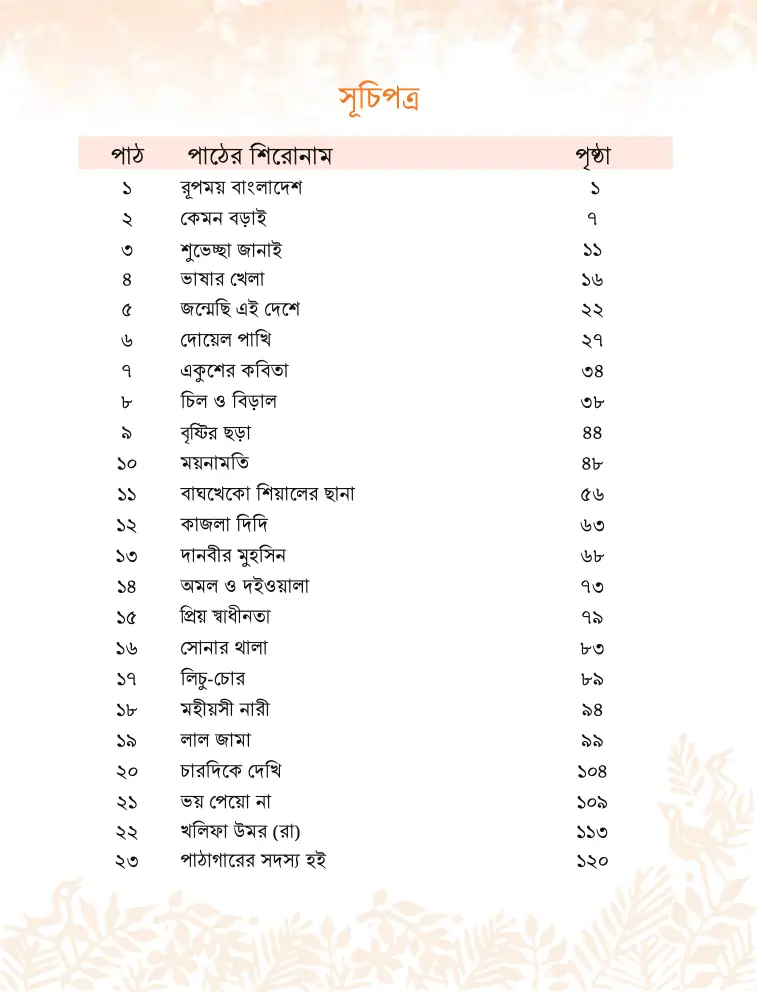 সূচিপত্র
পাঠ পাঠের শিরোনাম পৃষ্ঠা
১ রূপময় বাংলাদেশ ১
২ কেমন বড়াই ৭
৩ শুভেচ্ছা জানাই ১১
৪ ভাষার খেলা ১৬
৫ জন্মেছি এই দেশে ২২
৬ দোয়েল পাখি ২৭
৭ একুশের কবিতা ৩৪
৮ চিল ও বিড়াল ৩৮
৯ বৃষ্টির ছড়া ৪৪
১০ ময়নামতি ৪৮
১১ বাঘখেকো শিয়ালের ছানা ৫৬
১২ কাজলা দিদি ৬৩
১৩ দানবীর মুহসিন ৬৮
১৪ অমল ও দইওয়ালা ৭৩
১৫ প্রিয় স্বাধীনতা ৭৯
১৬ সোনার থালা ৮৩
১৭ লিচু-চোর ৮৯
১৮ মহীয়সী নারী ৯৪
১৯ লাল জামা ৯৯
২০ চারদিকে দেখি ১০৪
২১ ভয় পেয়ো না ১০৯
২২ খলিফা উমর (রা) ১১৩
২৩ পাঠাগারের সদস্য হই ১২০